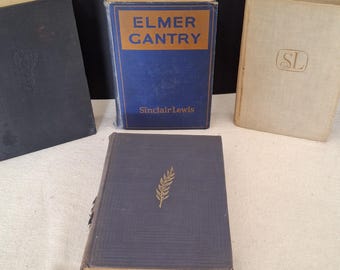 ELMER
GANTRY
Sinclair Lewis
SL